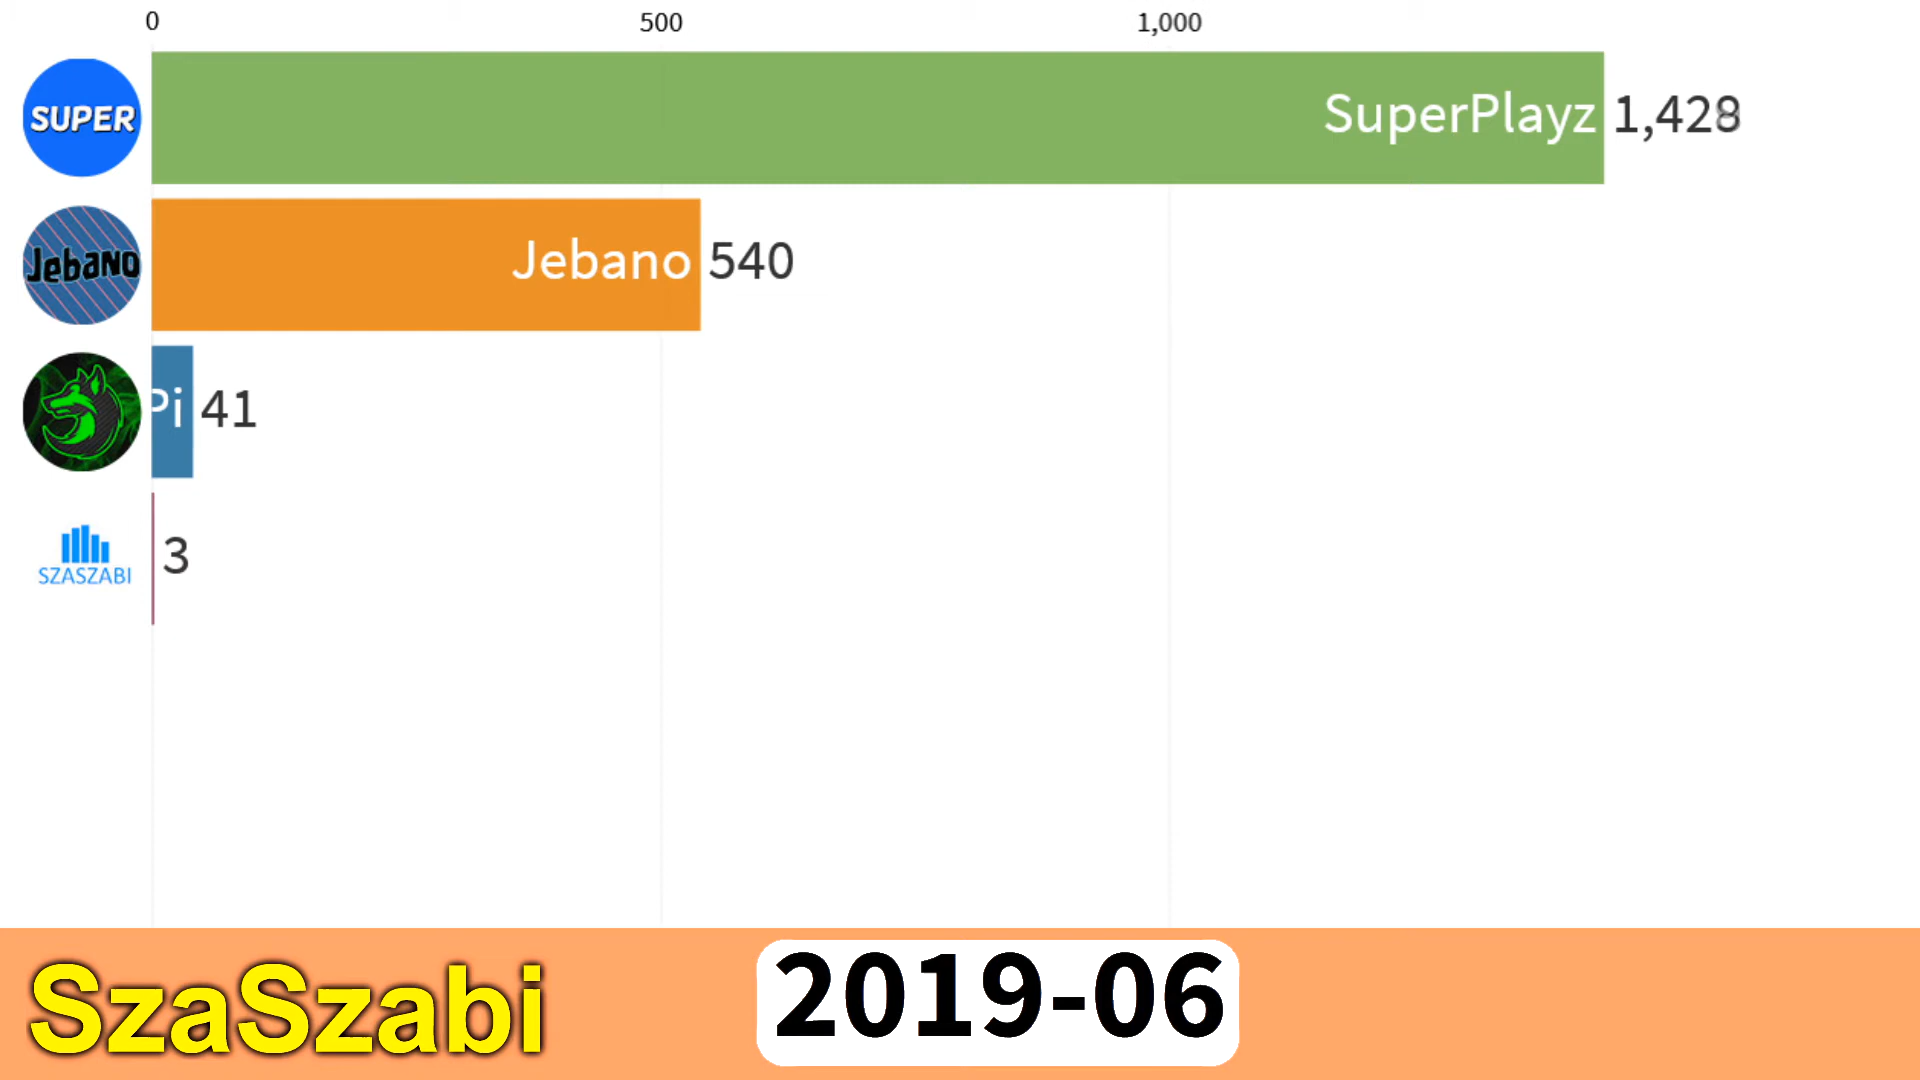 0 500 1,000
SUPER SuperPlayz 1,428
Jebano Jebano 540
Pi 41
SZASZABI 3
SzaSzabi 2019-06